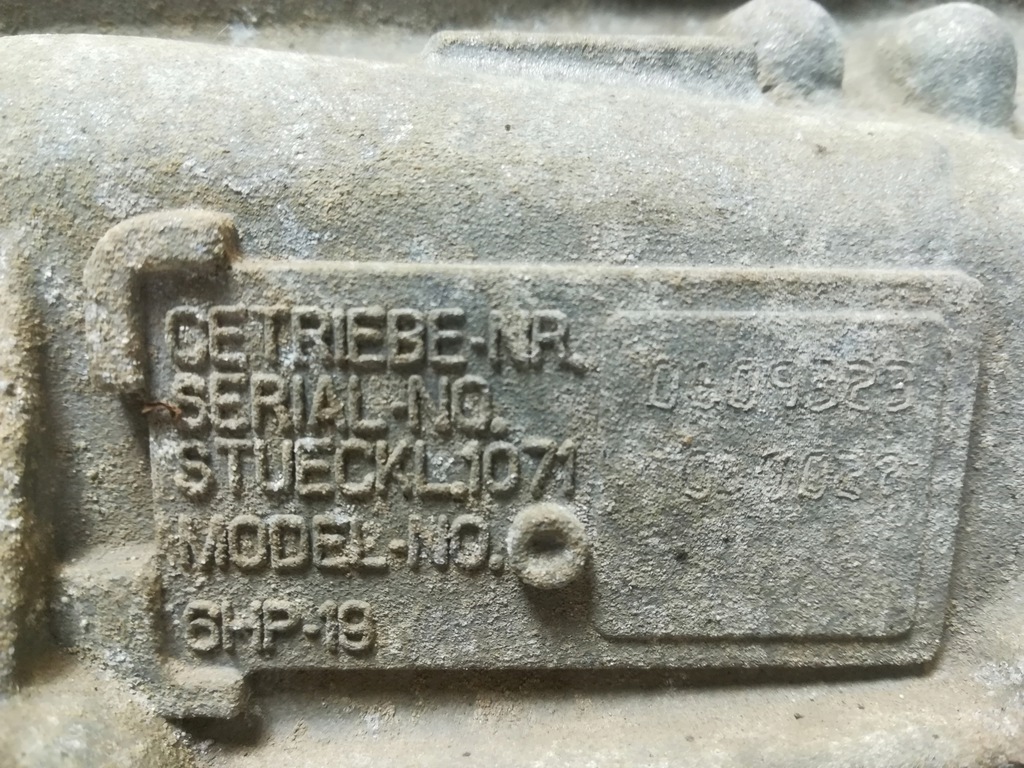 GETRIEBE-NR.
SERIAL-NO.
STUECKL.1071
MODEL-NO.
6HP-19